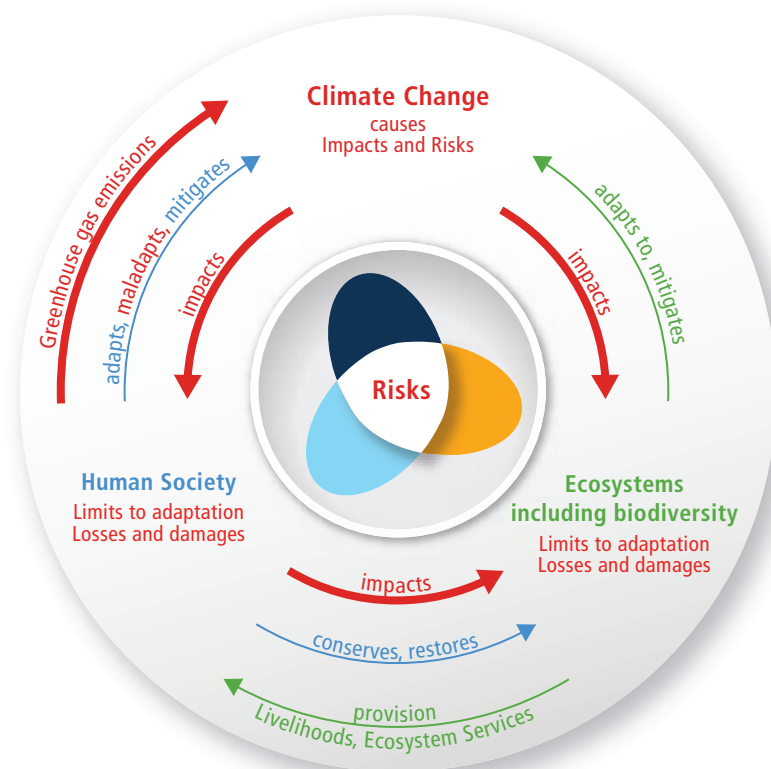 Climate Change
causes
Impacts and Risks
Greenhouse gas emissions
adapts, maladapts, mitigates
impacts
impacts
adapts to, mitigates
Risks
Human Society
Limits to adaptation
Losses and damages
Ecosystems
including biodiversity
Limits to adaptation
Losses and damages
impacts
conserves, restores
provision
Livelihoods, Ecosystem Services